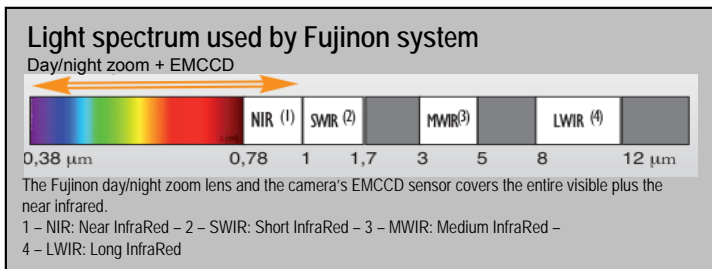 Light spectrum used by Fujinon system
Day/night zoom + EMCCD
NIR (1) SWIR (2) MWIR(3) LWIR (4)
0,38 µm 0,78 1 1,7 3 5 8 12 µm
The Fujinon day/night zoom lens and the camera's EMCCD sensor covers the entire visible plus the
near infrared.
1 – NIR: Near InfraRed – 2 – SWIR: Short InfraRed – 3 – MWIR: Medium InfraRed –
4 – LWIR: Long InfraRed